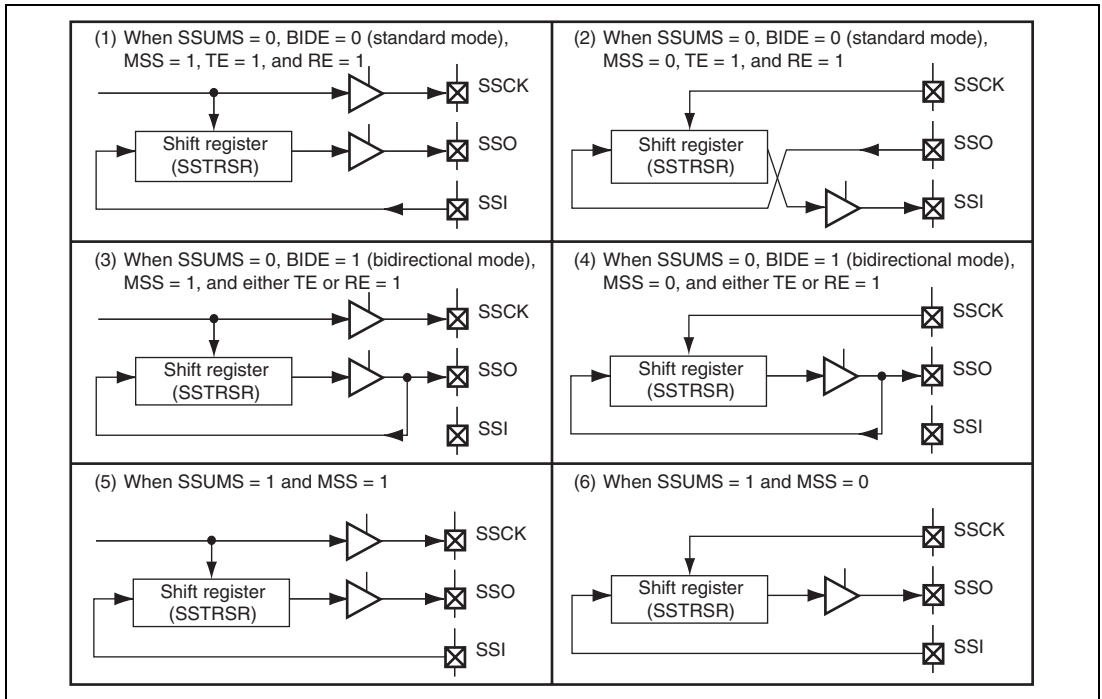 (1) When SSUMS = 0, BIDE = 0 (standard mode),
MSS = 1, TE = 1, and RE = 1
SSCK
Shift register
(SSTRSR)
SSO
SSI
(2) When SSUMS = 0, BIDE = 0 (standard mode),
MSS = 0, TE = 1, and RE = 1
SSCK
Shift register
(SSTRSR)
SSO
SSI
(3) When SSUMS = 0, BIDE = 1 (bidirectional mode),
MSS = 1, and either TE or RE = 1
SSCK
Shift register
(SSTRSR)
SSO
SSI
(4) When SSUMS = 0, BIDE = 1 (bidirectional mode),
MSS = 0, and either TE or RE = 1
SSCK
Shift register
(SSTRSR)
SSO
SSI
(5) When SSUMS = 1 and MSS = 1
SSCK
Shift register
(SSTRSR)
SSO
SSI
(6) When SSUMS = 1 and MSS = 0
SSCK
Shift register
(SSTRSR)
SSO
SSI